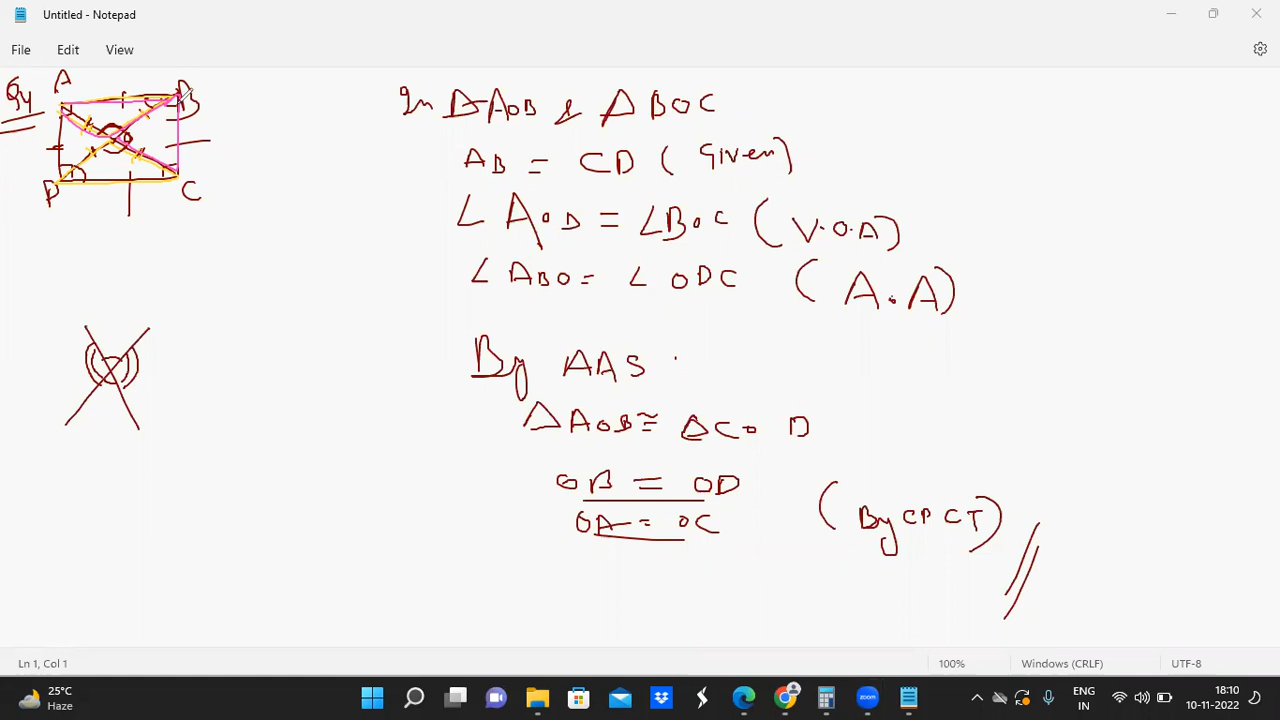 Untitled - Notepad
File Edit View
Q4
A
B
O
D
C
In ΔAOB & ΔBOC
AB = CD (Given)
∠AOD = ∠BOC (V.O.A)
∠ABO = ∠ODC (A.A)
By AAS.
ΔAOB ≅ ΔCOD
OB = OD
OA = OC
(By CPCT)
Ln 1, Col 1
100%
Windows (CRLF)
UTF-8
25°C
Haze
ENG
IN
18:10
10-11-2022